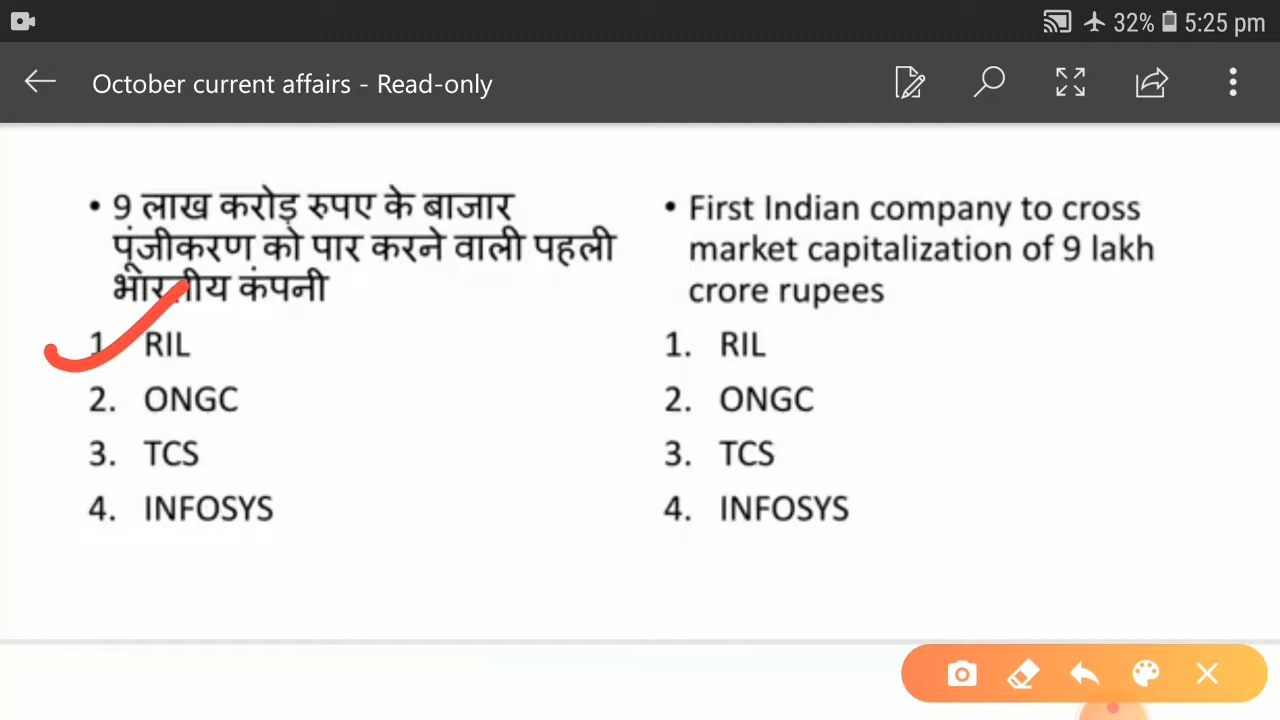 32% 5:25 pm
October current affairs - Read-only
• 9 लाख करोड़ रुपए के बाजार
पूंजीकरण को पार करने वाली पहली
भारतीय कंपनी
1. RIL
2. ONGC
3. TCS
4. INFOSYS
• First Indian company to cross
market capitalization of 9 lakh
crore rupees
1. RIL
2. ONGC
3. TCS
4. INFOSYS